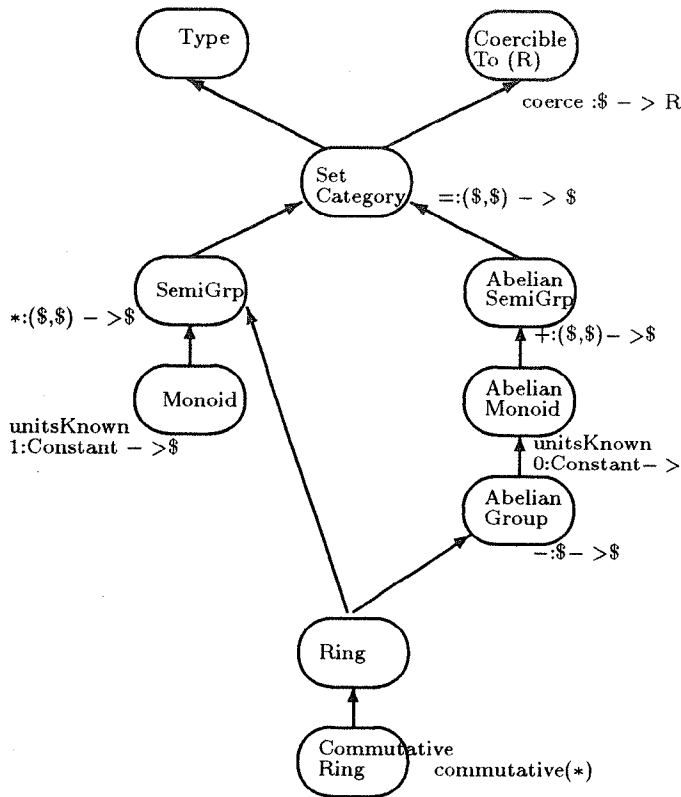 Type
Coercible
To (R)
coerce :$ − > R
Set
Category
=:($,$) − > $
SemiGrp
*:($,$) − >$
Abelian
SemiGrp
+:($,$)− >$
Monoid
unitsKnown
1:Constant − >$
Abelian
Monoid
unitsKnown
0:Constant− >
Abelian
Group
−:$− >$
Ring
Commutative
Ring
commutative(*)